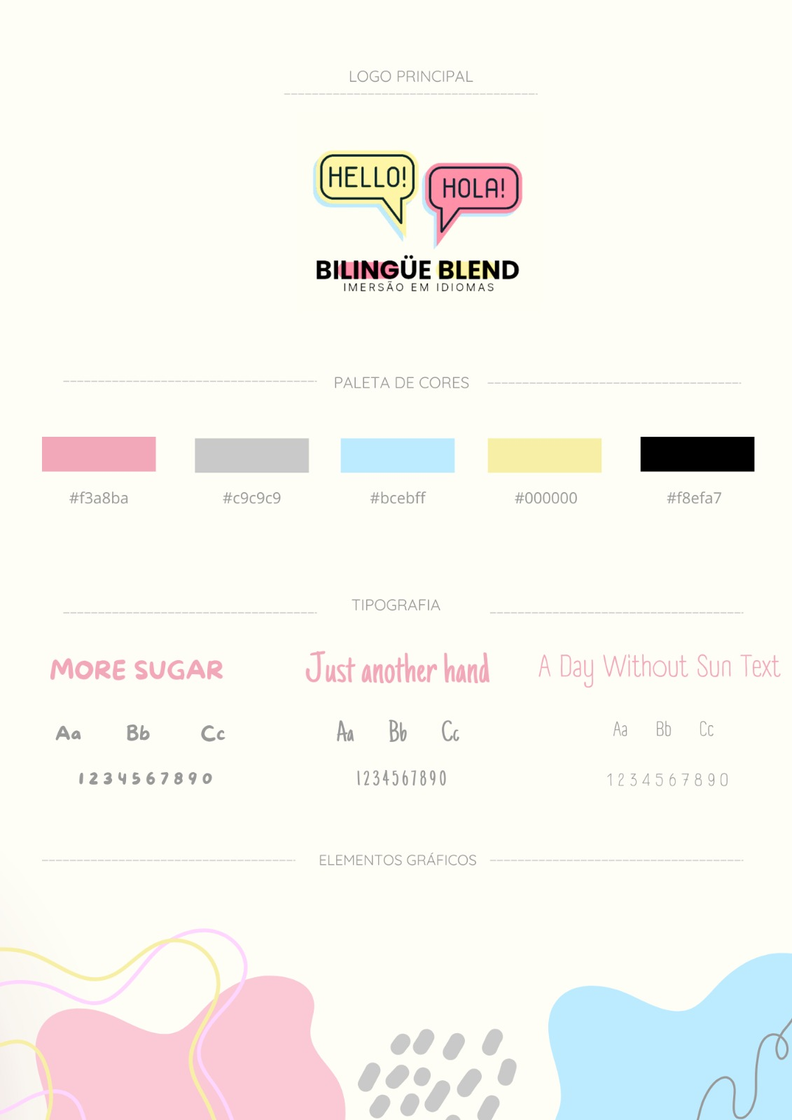 LOGO PRINCIPAL
HELLO!
HOLA!
BILINGÜE BLEND
IMERSÃO EM IDIOMAS
PALETA DE CORES
#f3a8ba
#c9c9c9
#bcebff
#000000
#f8efa7
TIPOGRAFIA
MORE SUGAR
Just another hand
A Day Without Sun Text
Aa Bb Cc
Aa Bb Cc
Aa Bb Cc
1234567890
1234567890
1234567890
ELEMENTOS GRÁFICOS